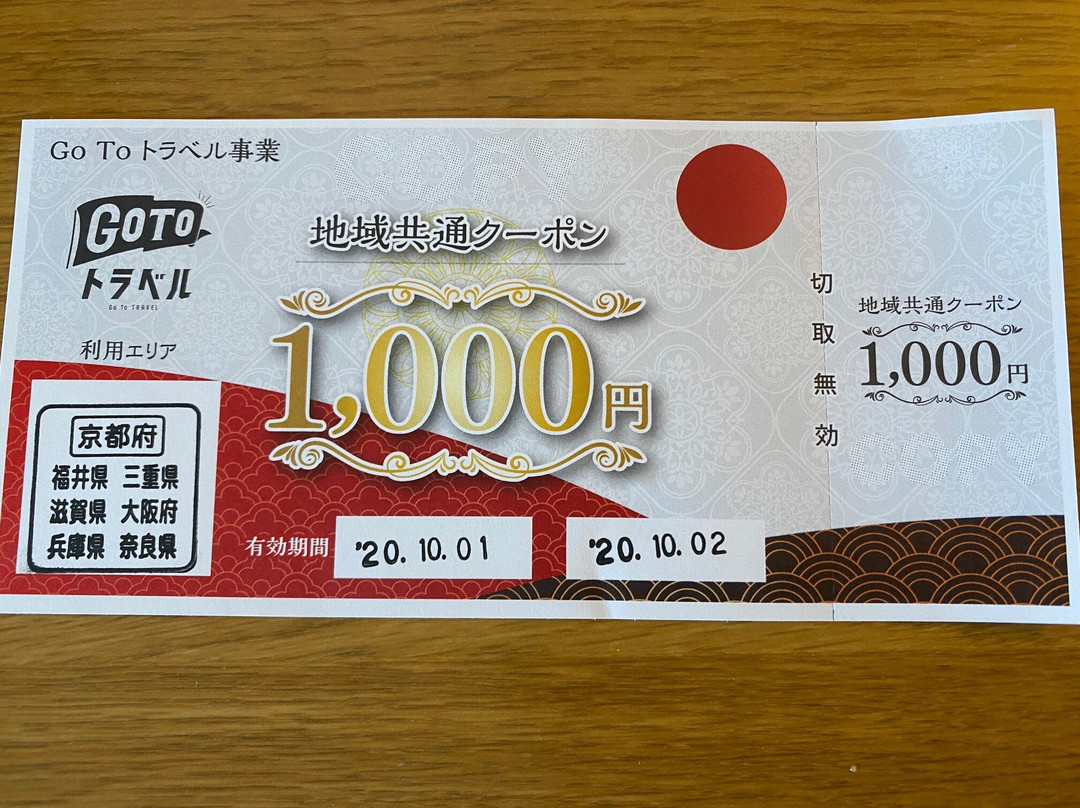 Go To トラベル事業
GOTO
トラベル
Go To TRAVEL
地域共通クーポン
1,000円
利用エリア
京都府
福井県 三重県
滋賀県 大阪府
兵庫県 奈良県
有効期間
'20.10.01
'20.10.02
切取無効
地域共通クーポン
1,000円
COPY
COPY